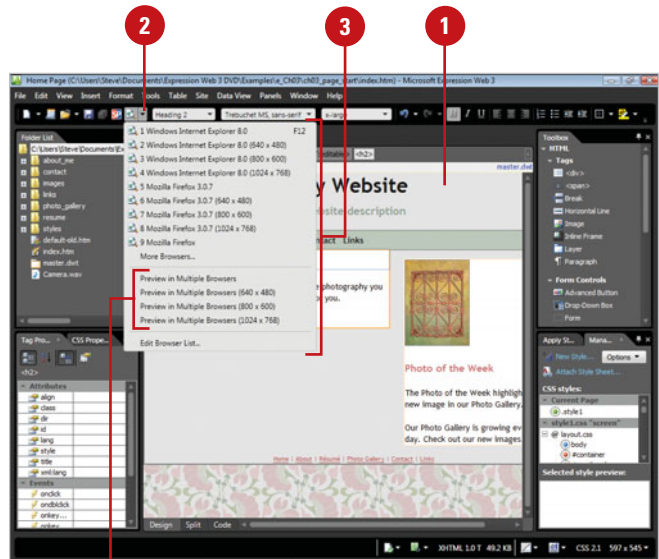 2
3
1
Home Page (C:\Users\Steve\Documents\Expression Web 3 DVD\Examples\e_Ch03\ch03_page_start\index.htm) - Microsoft Expression Web 3
File Edit View Insert Format Tools Table Site Data View Panels Window Help
Heading 2 Trebuchet MS, sans-serif x-large
Folder List
C:\Users\Steve\Documents\Ex
about_me
contact
images
links
photo_gallery
resume
styles
default-old.htm
index.htm
master.dwt
Camera.wav
1 Windows Internet Explorer 8.0 F12
2 Windows Internet Explorer 8.0 (640 x 480)
3 Windows Internet Explorer 8.0 (800 x 600)
4 Windows Internet Explorer 8.0 (1024 x 768)
5 Mozilla Firefox 3.0.7
6 Mozilla Firefox 3.0.7 (640 x 480)
7 Mozilla Firefox 3.0.7 (800 x 600)
8 Mozilla Firefox 3.0.7 (1024 x 768)
9 Mozilla Firefox
More Browsers...
Preview in Multiple Browsers
Preview in Multiple Browsers (640 x 480)
Preview in Multiple Browsers (800 x 600)
Preview in Multiple Browsers (1024 x 768)
Edit Browser List...
editable) <h2>
master.dwt
y Website
bsite description
ntact Links
e photography you
or you.
Photo of the Week
The Photo of the Week highligh
new image in our Photo Gallery.
Our Photo Gallery is growing ev
day. Check out our new images.
Home | About | Résumé | Photo Gallery | Contact | Links
Design Split Code
Toolbox
HTML
Tags
<div>
<span>
Break
Horizontal Line
Image
Inline Frame
Layer
Paragraph
Form Controls
Advanced Button
Drop-Down Box
Form
Tag Pro... CSS Prope...
<h2>
Attributes
align
class
dir
id
lang
style
title
xml:lang
Events
onclick
ondblclick
onkey...
onkey...
Apply St... Mana...
New Style... Options
Attach Style Sheet...
CSS styles:
Current Page
.style1
style1.css "screen"
@ layout.css
body
#container
Selected style preview:
XHTML 1.0 T 49.2 KB CSS 2.1 597 x 545